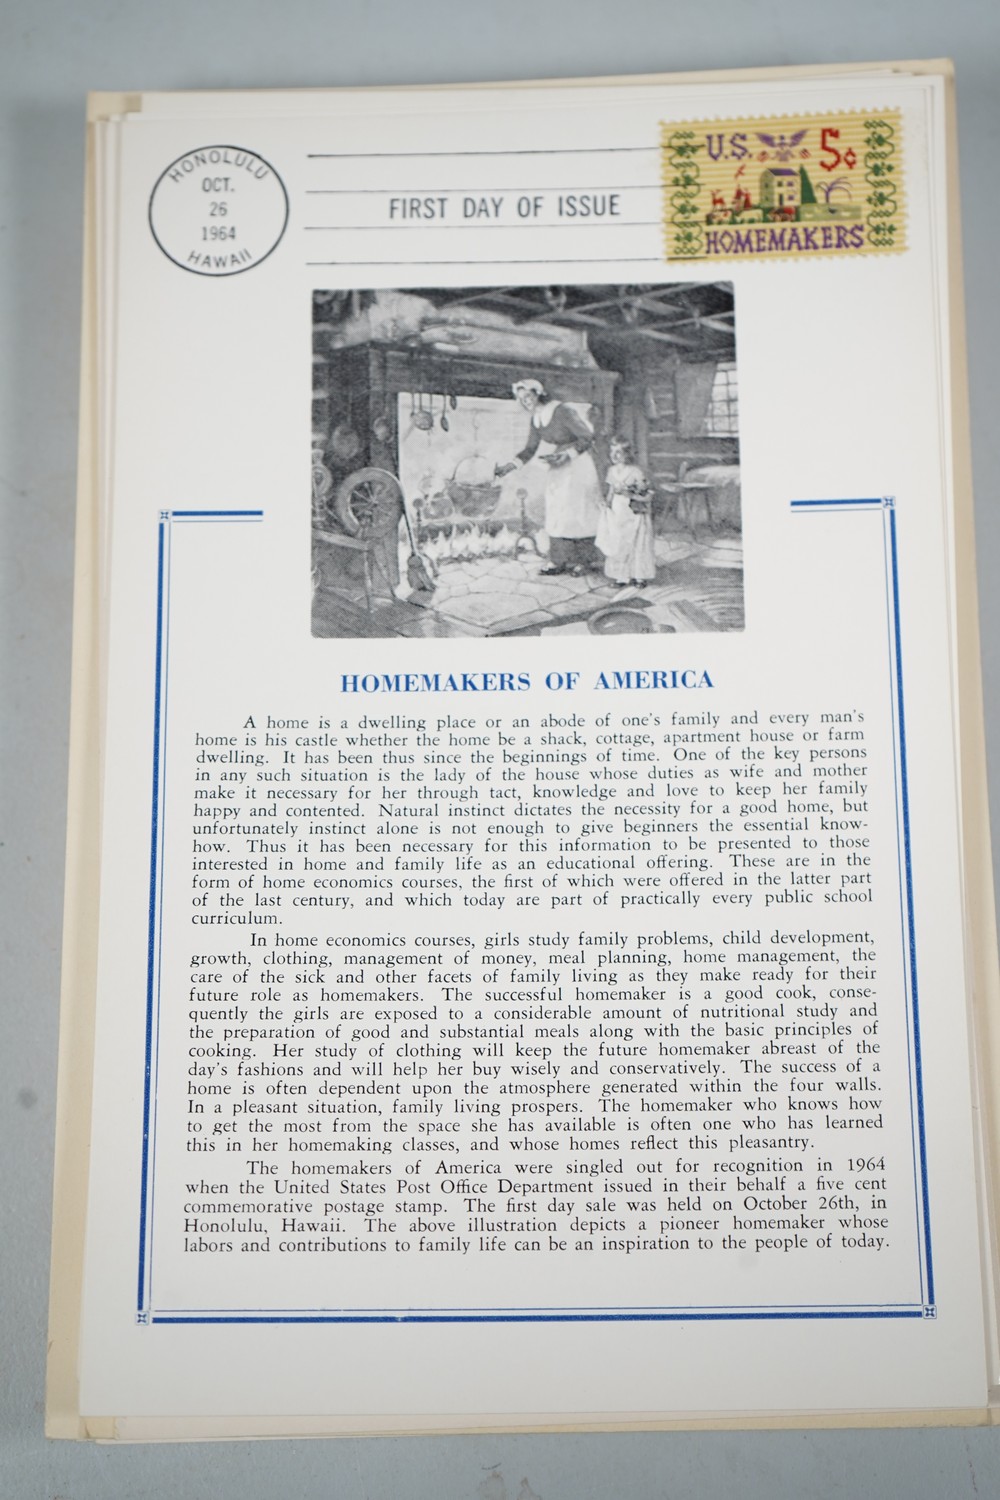 HONOLULU
OCT.
26
1964
HAWAII
FIRST DAY OF ISSUE
U.S. 5¢
HOMEMAKERS
HOMEMAKERS OF AMERICA
A home is a dwelling place or an abode of one's family and every man's
home is his castle whether the home be a shack, cottage, apartment house or farm
dwelling. It has been thus since the beginnings of time. One of the key persons
in any such situation is the lady of the house whose duties as wife and mother
make it necessary for her through tact, knowledge and love to keep her family
happy and contented. Natural instinct dictates the necessity for a good home, but
unfortunately instinct alone is not enough to give beginners the essential know-
how. Thus it has been necessary for this information to be presented to those
interested in home and family life as an educational offering. These are in the
form of home economics courses, the first of which were offered in the latter part
of the last century, and which today are part of practically every public school
curriculum.
In home economics courses, girls study family problems, child development,
growth, clothing, management of money, meal planning, home management, the
care of the sick and other facets of family living as they make ready for their
future role as homemakers. The successful homemaker is a good cook, conse-
quently the girls are exposed to a considerable amount of nutritional study and
the preparation of good and substantial meals along with the basic principles of
cooking. Her study of clothing will keep the future homemaker abreast of the
day's fashions and will help her buy wisely and conservatively. The success of a
home is often dependent upon the atmosphere generated within the four walls.
In a pleasant situation, family living prospers. The homemaker who knows how
to get the most from the space she has available is often one who has learned
this in her homemaking classes, and whose homes reflect this pleasantry.
The homemakers of America were singled out for recognition in 1964
when the United States Post Office Department issued in their behalf a five cent
commemorative postage stamp. The first day sale was held on October 26th, in
Honolulu, Hawaii. The above illustration depicts a pioneer homemaker whose
labors and contributions to family life can be an inspiration to the people of today.